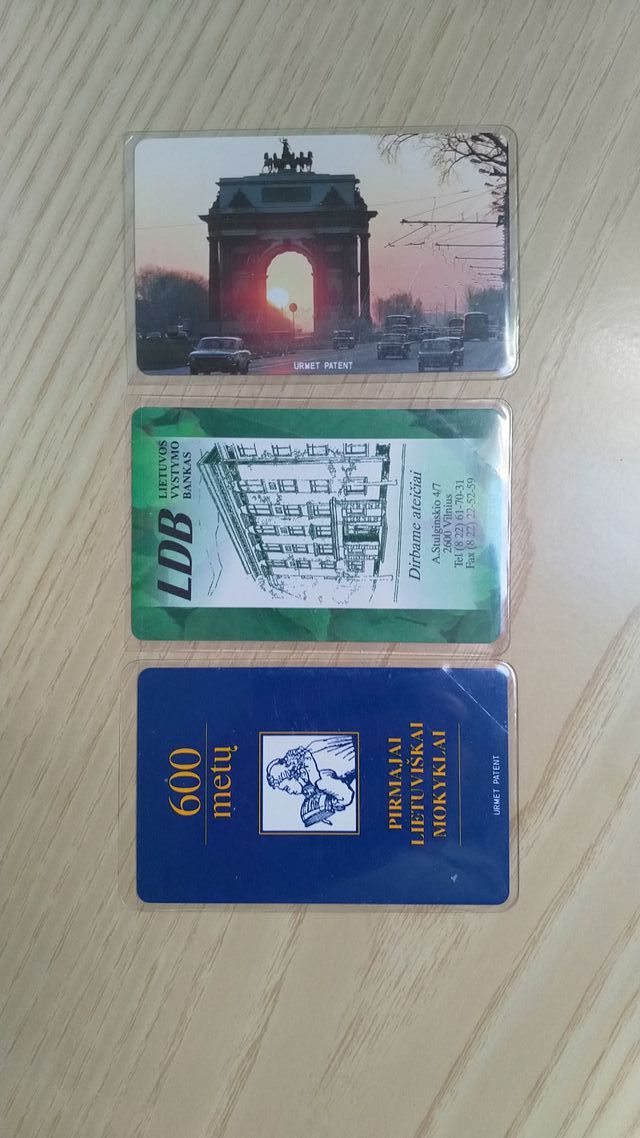 URMET PATENT
LDB
LIETUVOS
VYSTYMO
BANKAS
Dirbame ateičiai
A.Stulginskio 4/7
2600 Vilnius
Tel (8 22) 61-70-31
Fax (8 22) 22-52-59
600
metų
PIRMAJAI
LIETUVIŠKAI
MOKYKLAI
URMET PATENT